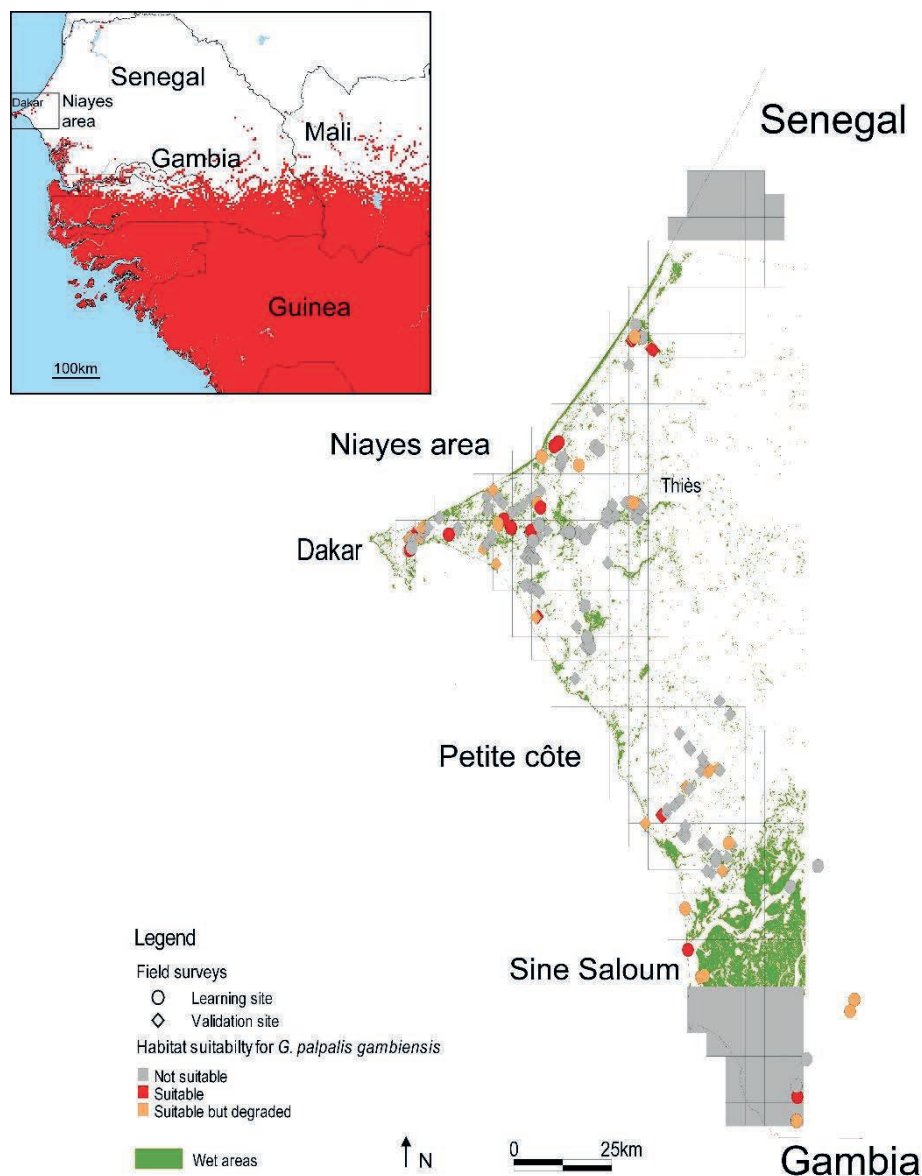 Senegal
Dakar
Niayes
area
Mali
Gambia
Guinea
100km
Senegal
Niayes area
Thiès
Dakar
Petite côte
Sine Saloum
Legend
Field surveys
Learning site
Validation site
Habitat suitabilty for G. palpalis gambiensis
Not suitable
Suitable
Suitable but degraded
Wet areas
N
0 25km
Gambia